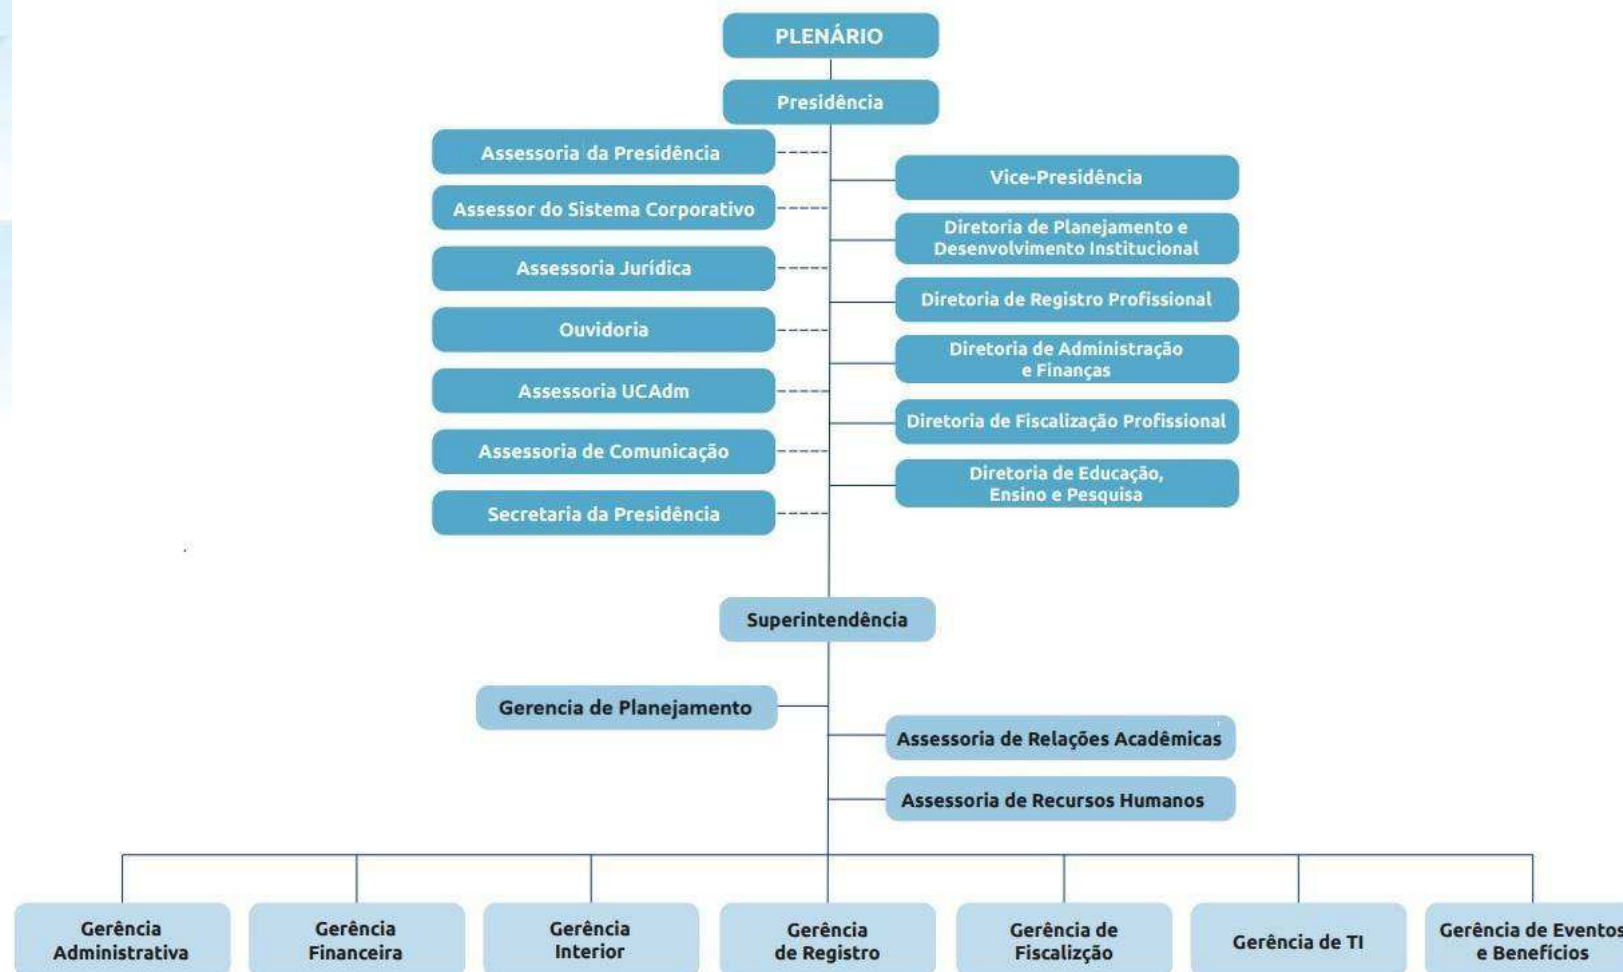 PLENÁRIO
Presidência
Assessoria da Presidência
Assessor do Sistema Corporativo
Assessoria Jurídica
Ouvidoria
Assessoria UCAdm
Assessoria de Comunicação
Secretaria da Presidência
Vice-Presidência
Diretoria de Planejamento e
Desenvolvimento Institucional
Diretoria de Registro Profissional
Diretoria de Administração
e Finanças
Diretoria de Fiscalização Profissional
Diretoria de Educação,
Ensino e Pesquisa
Superintendência
Gerencia de Planejamento
Assessoria de Relações Acadêmicas
Assessoria de Recursos Humanos
Gerência
Administrativa
Gerência
Financeira
Gerência
Interior
Gerência
de Registro
Gerência de
Fiscalizção
Gerência de TI
Gerência de Eventos
e Benefícios